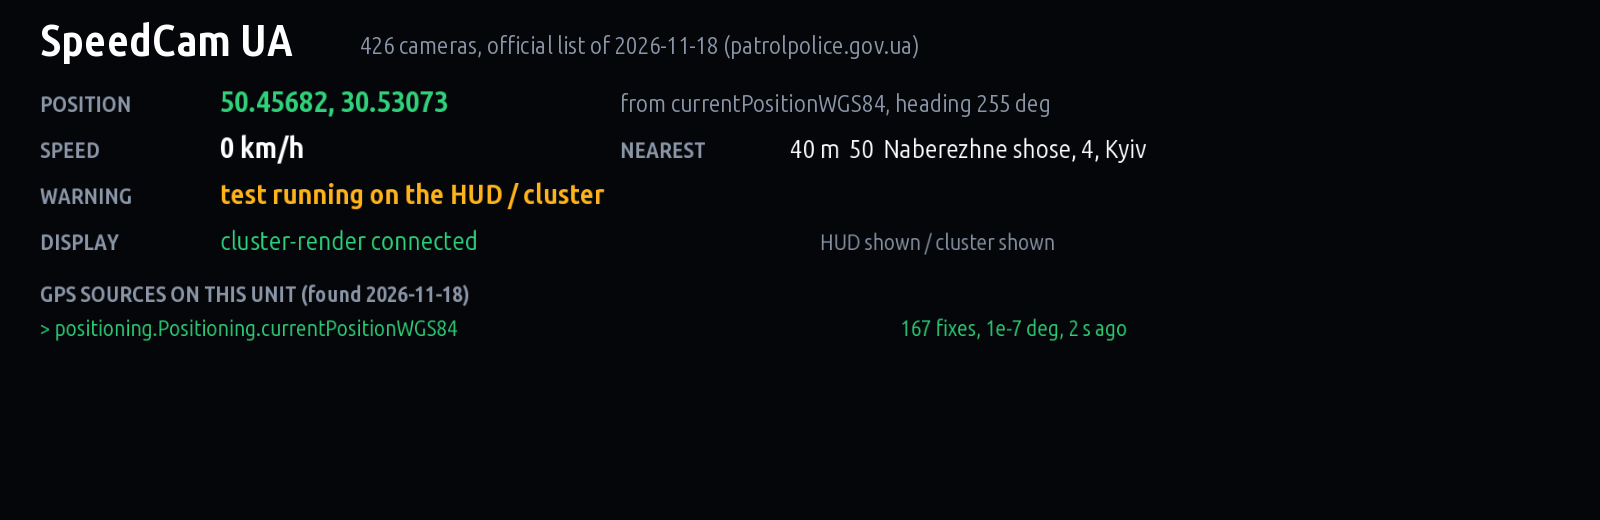 SpeedCam UA 426 cameras, official list of 2026-11-18 (patrolpolice.gov.ua)
POSITION 50.45682, 30.53073 from currentPositionWGS84, heading 255 deg
SPEED 0 km/h NEAREST 40 m 50 Naberezhne shose, 4, Kyiv
WARNING test running on the HUD / cluster
DISPLAY cluster-render connected HUD shown / cluster shown
GPS SOURCES ON THIS UNIT (found 2026-11-18)
> positioning.Positioning.currentPositionWGS84 167 fixes, 1e-7 deg, 2 s ago